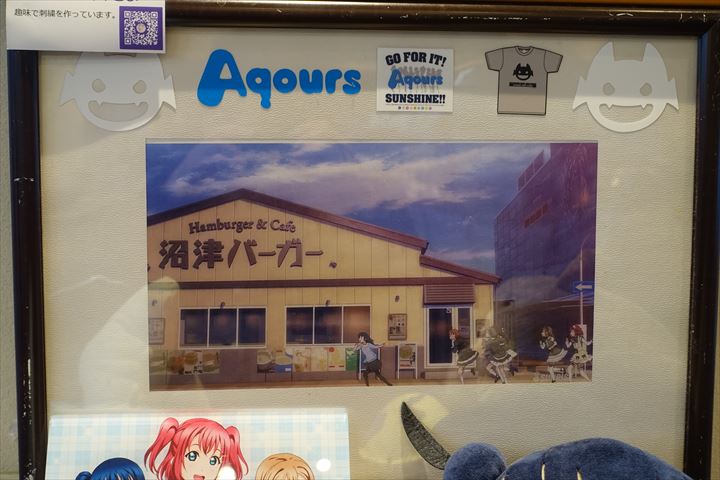 趣味で刺繍を作っています。
Aqours
GO FOR IT!
Aqours
SUNSHINE!!
Hamburger & Cafe
沼津バーガー